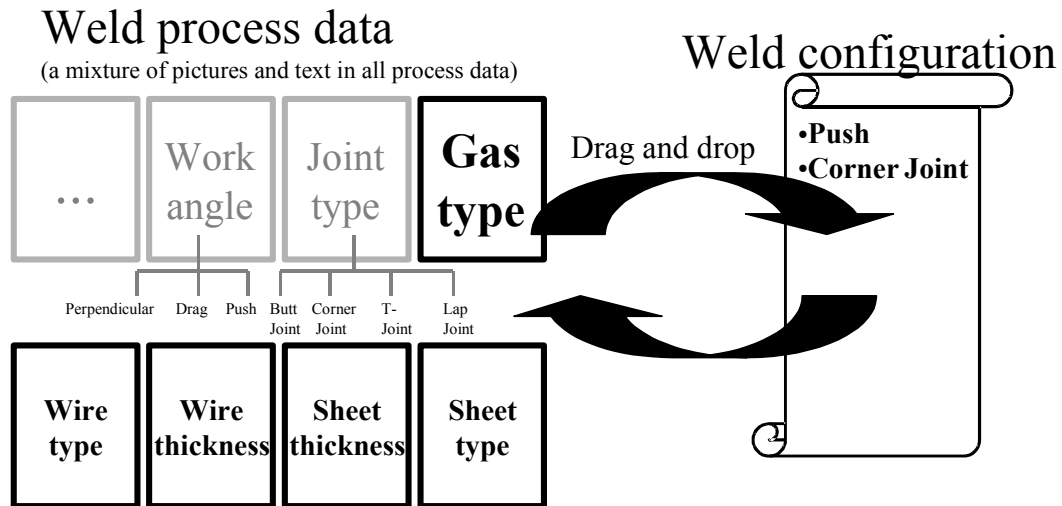 Weld process data
(a mixture of pictures and text in all process data)
Weld configuration
...
Work
angle
Joint
type
Gas
type
Drag and drop
•Push
•Corner Joint
Perpendicular
Drag
Push
Butt
Joint
Corner
Joint
T-
Joint
Lap
Joint
Wire
type
Wire
thickness
Sheet
thickness
Sheet
type